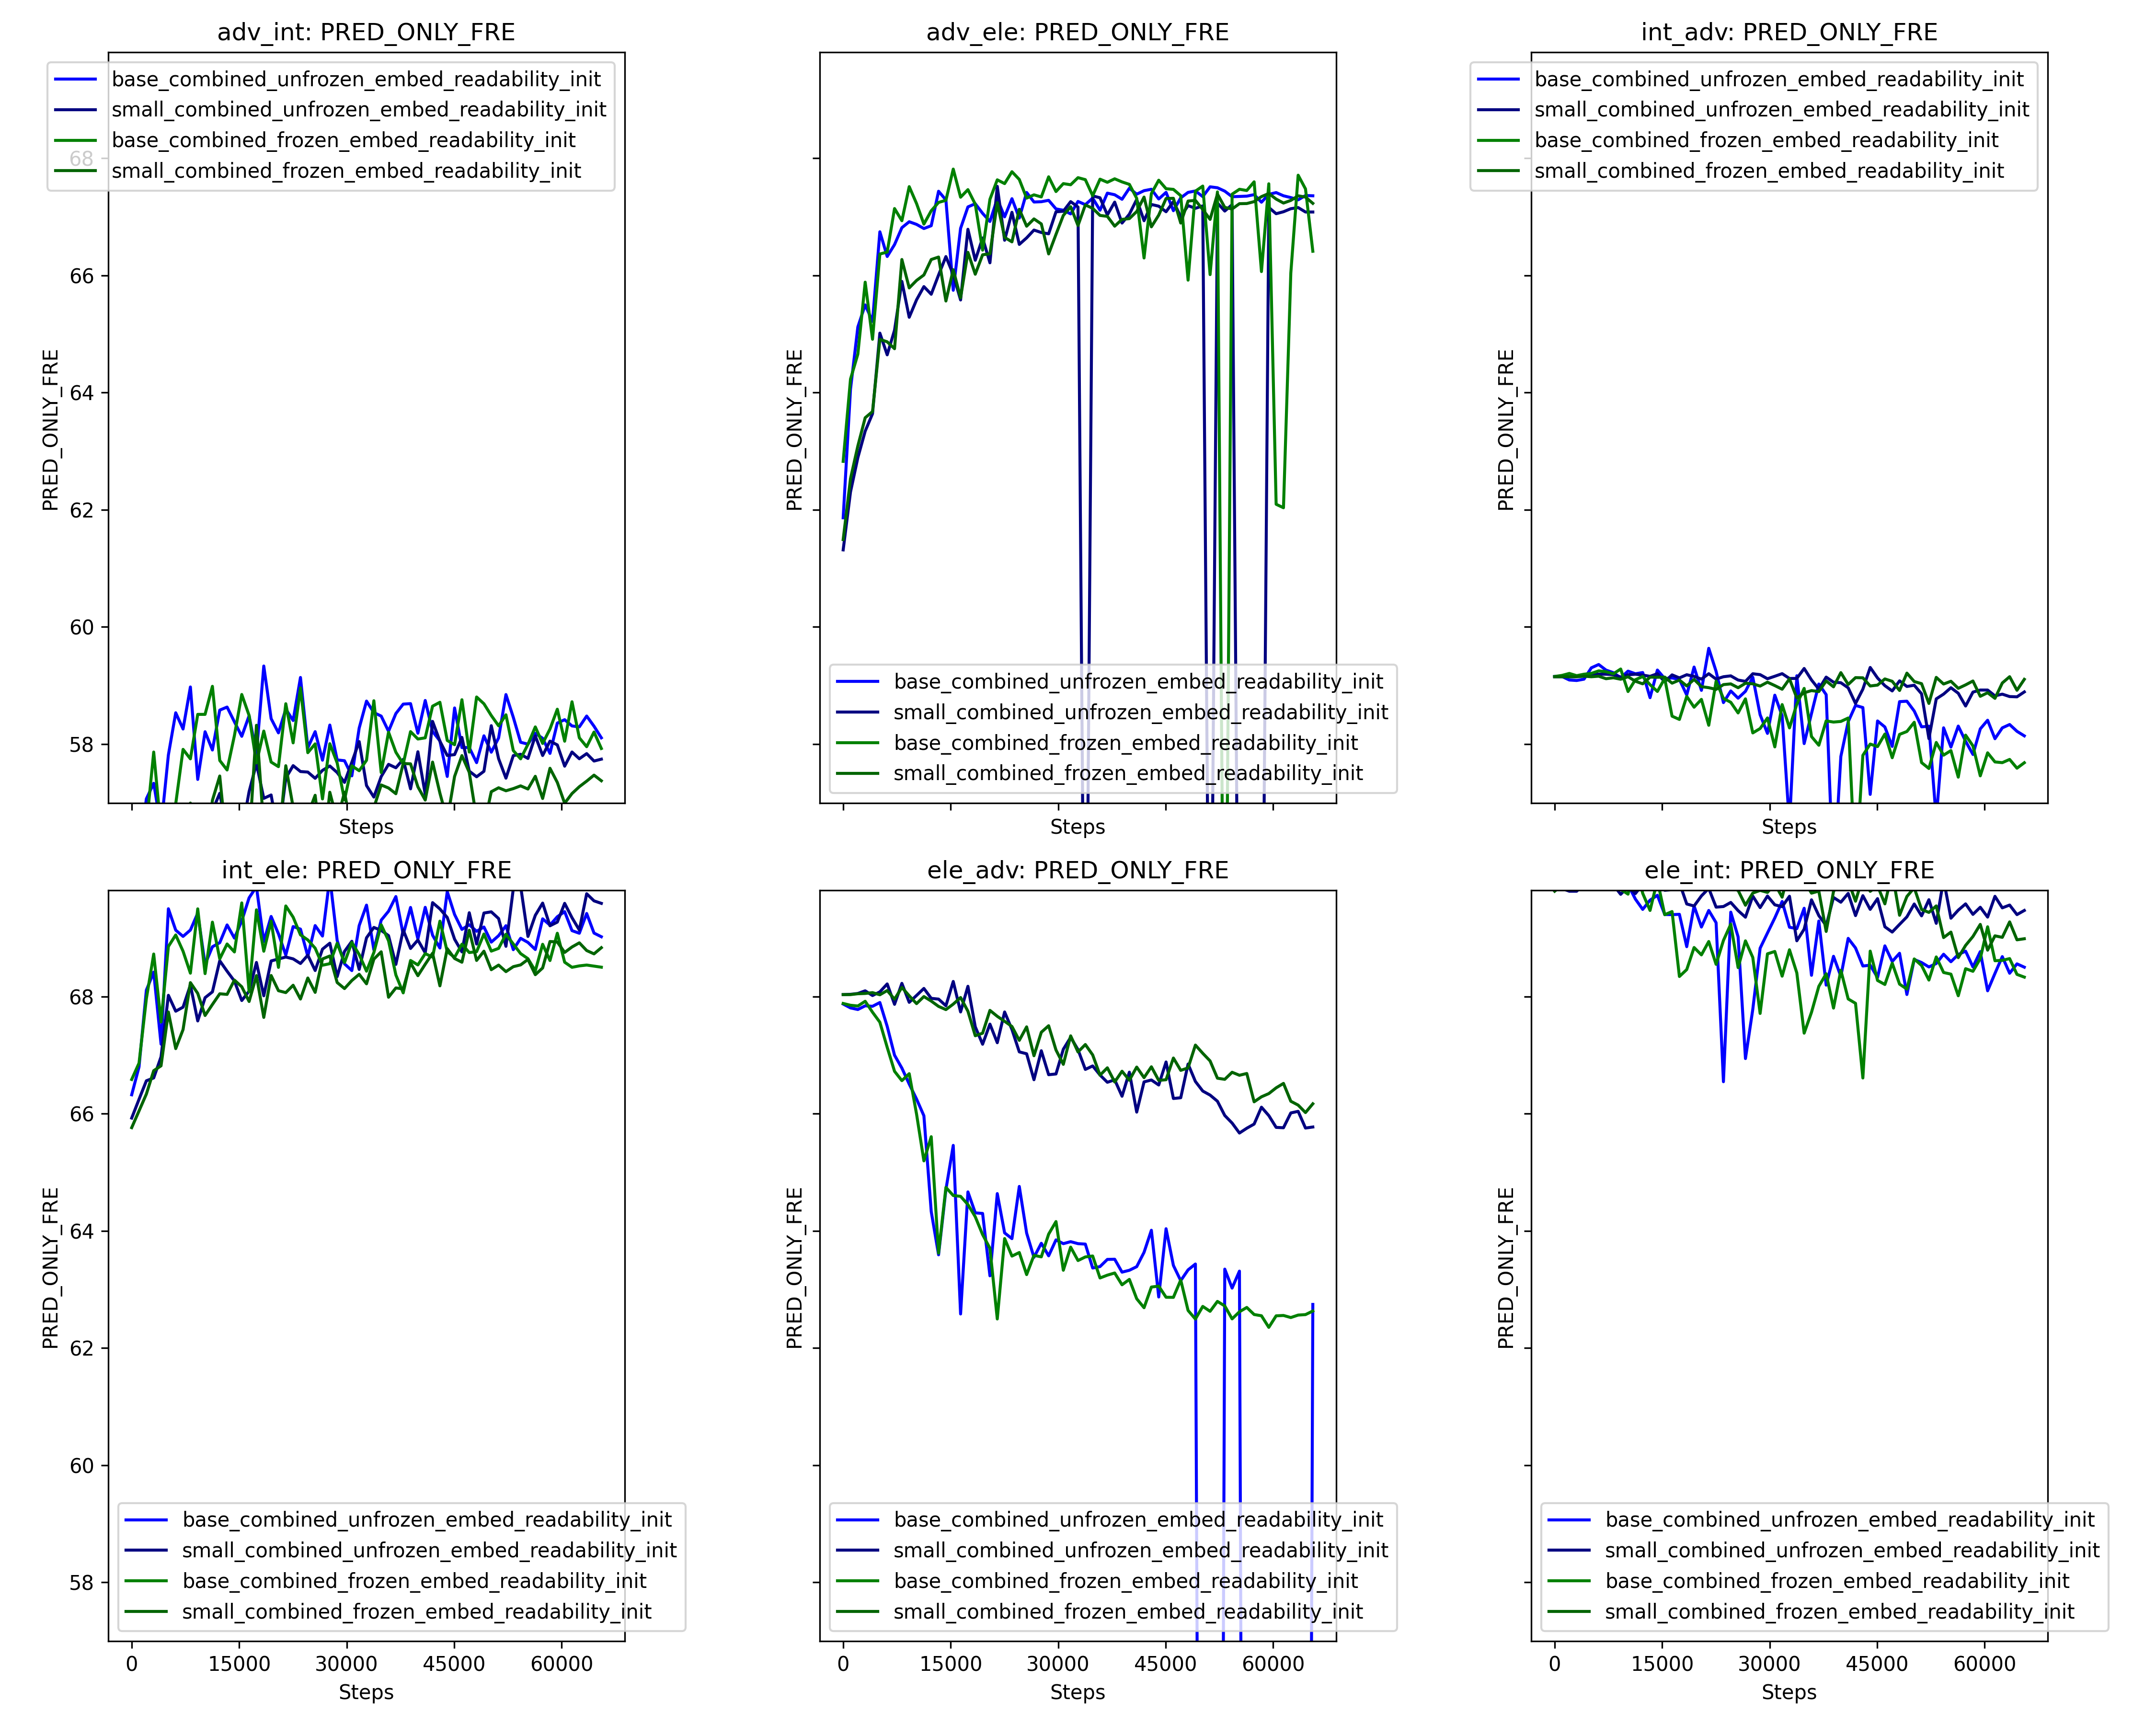 adv_int: PRED_ONLY_FRE
base_combined_unfrozen_embed_readability_init
small_combined_unfrozen_embed_readability_init
base_combined_frozen_embed_readability_init
small_combined_frozen_embed_readability_init
68
66
64
62
60
58
PRED_ONLY_FRE
Steps
adv_ele: PRED_ONLY_FRE
PRED_ONLY_FRE
base_combined_unfrozen_embed_readability_init
small_combined_unfrozen_embed_readability_init
base_combined_frozen_embed_readability_init
small_combined_frozen_embed_readability_init
Steps
int_adv: PRED_ONLY_FRE
base_combined_unfrozen_embed_readability_init
small_combined_unfrozen_embed_readability_init
base_combined_frozen_embed_readability_init
small_combined_frozen_embed_readability_init
PRED_ONLY_FRE
Steps
int_ele: PRED_ONLY_FRE
68
66
64
62
60
58
PRED_ONLY_FRE
base_combined_unfrozen_embed_readability_init
small_combined_unfrozen_embed_readability_init
base_combined_frozen_embed_readability_init
small_combined_frozen_embed_readability_init
0 15000 30000 45000 60000
Steps
ele_adv: PRED_ONLY_FRE
PRED_ONLY_FRE
base_combined_unfrozen_embed_readability_init
small_combined_unfrozen_embed_readability_init
base_combined_frozen_embed_readability_init
small_combined_frozen_embed_readability_init
0 15000 30000 45000 60000
Steps
ele_int: PRED_ONLY_FRE
PRED_ONLY_FRE
base_combined_unfrozen_embed_readability_init
small_combined_unfrozen_embed_readability_init
base_combined_frozen_embed_readability_init
small_combined_frozen_embed_readability_init
0 15000 30000 45000 60000
Steps